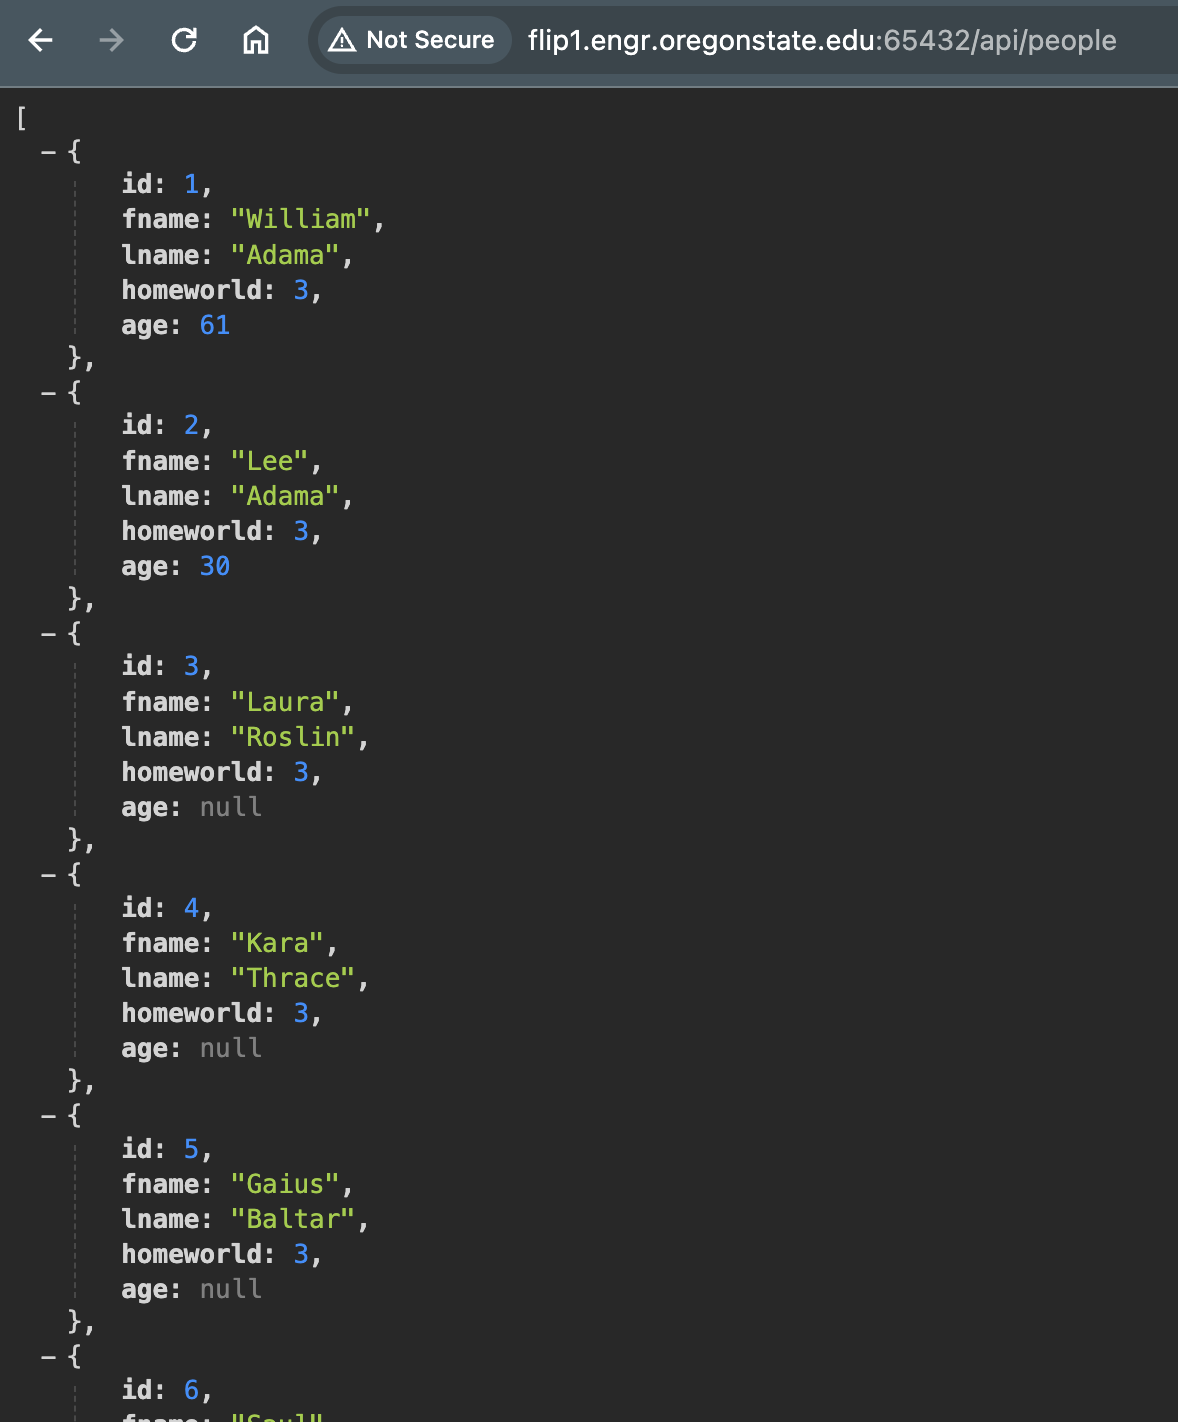 Not Secure flip1.engr.oregonstate.edu:65432/api/people
[
– {
id: 1,
fname: "William",
lname: "Adama",
homeworld: 3,
age: 61
},
– {
id: 2,
fname: "Lee",
lname: "Adama",
homeworld: 3,
age: 30
},
– {
id: 3,
fname: "Laura",
lname: "Roslin",
homeworld: 3,
age: null
},
– {
id: 4,
fname: "Kara",
lname: "Thrace",
homeworld: 3,
age: null
},
– {
id: 5,
fname: "Gaius",
lname: "Baltar",
homeworld: 3,
age: null
},
– {
id: 6,
fname: "Saul"